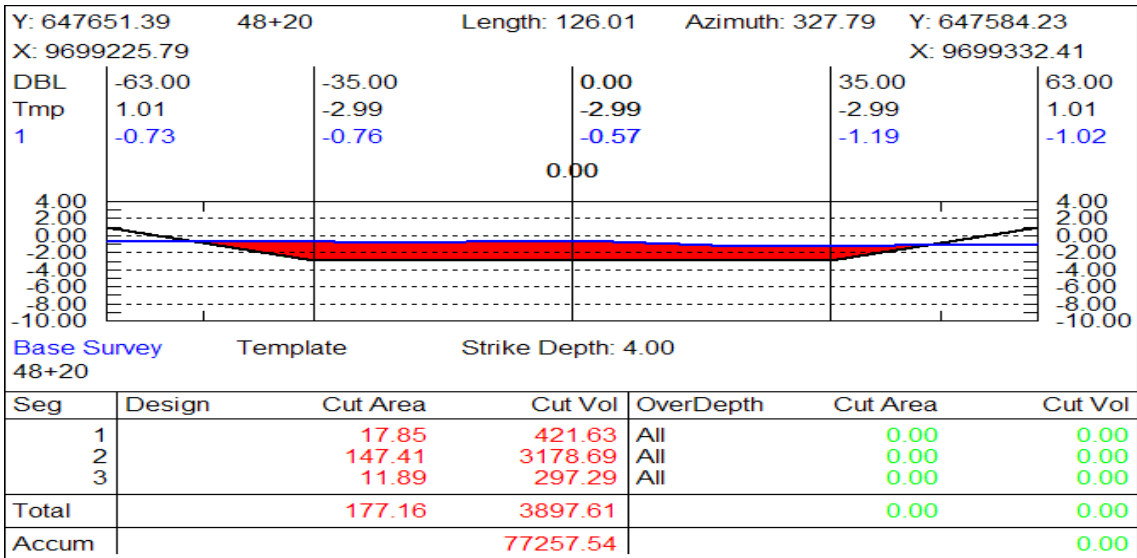 Y: 647651.39 48+20 Length: 126.01 Azimuth: 327.79 Y: 647584.23
X: 9699225.79 X: 9699332.41
DBL -63.00 -35.00 0.00 35.00 63.00
Tmp 1.01 -2.99 -2.99 -2.99 1.01
1 -0.73 -0.76 -0.57 -1.19 -1.02
0.00
4.00 4.00
2.00 2.00
0.00 0.00
-2.00 -2.00
-4.00 -4.00
-6.00 -6.00
-8.00 -8.00
-10.00 -10.00
Base Survey Template Strike Depth: 4.00
48+20
Seg Design Cut Area Cut Vol OverDepth Cut Area Cut Vol
1 17.85 421.63 All 0.00 0.00
2 147.41 3178.69 All 0.00 0.00
3 11.89 297.29 All 0.00 0.00
Total 177.16 3897.61 0.00 0.00
Accum 77257.54 0.00